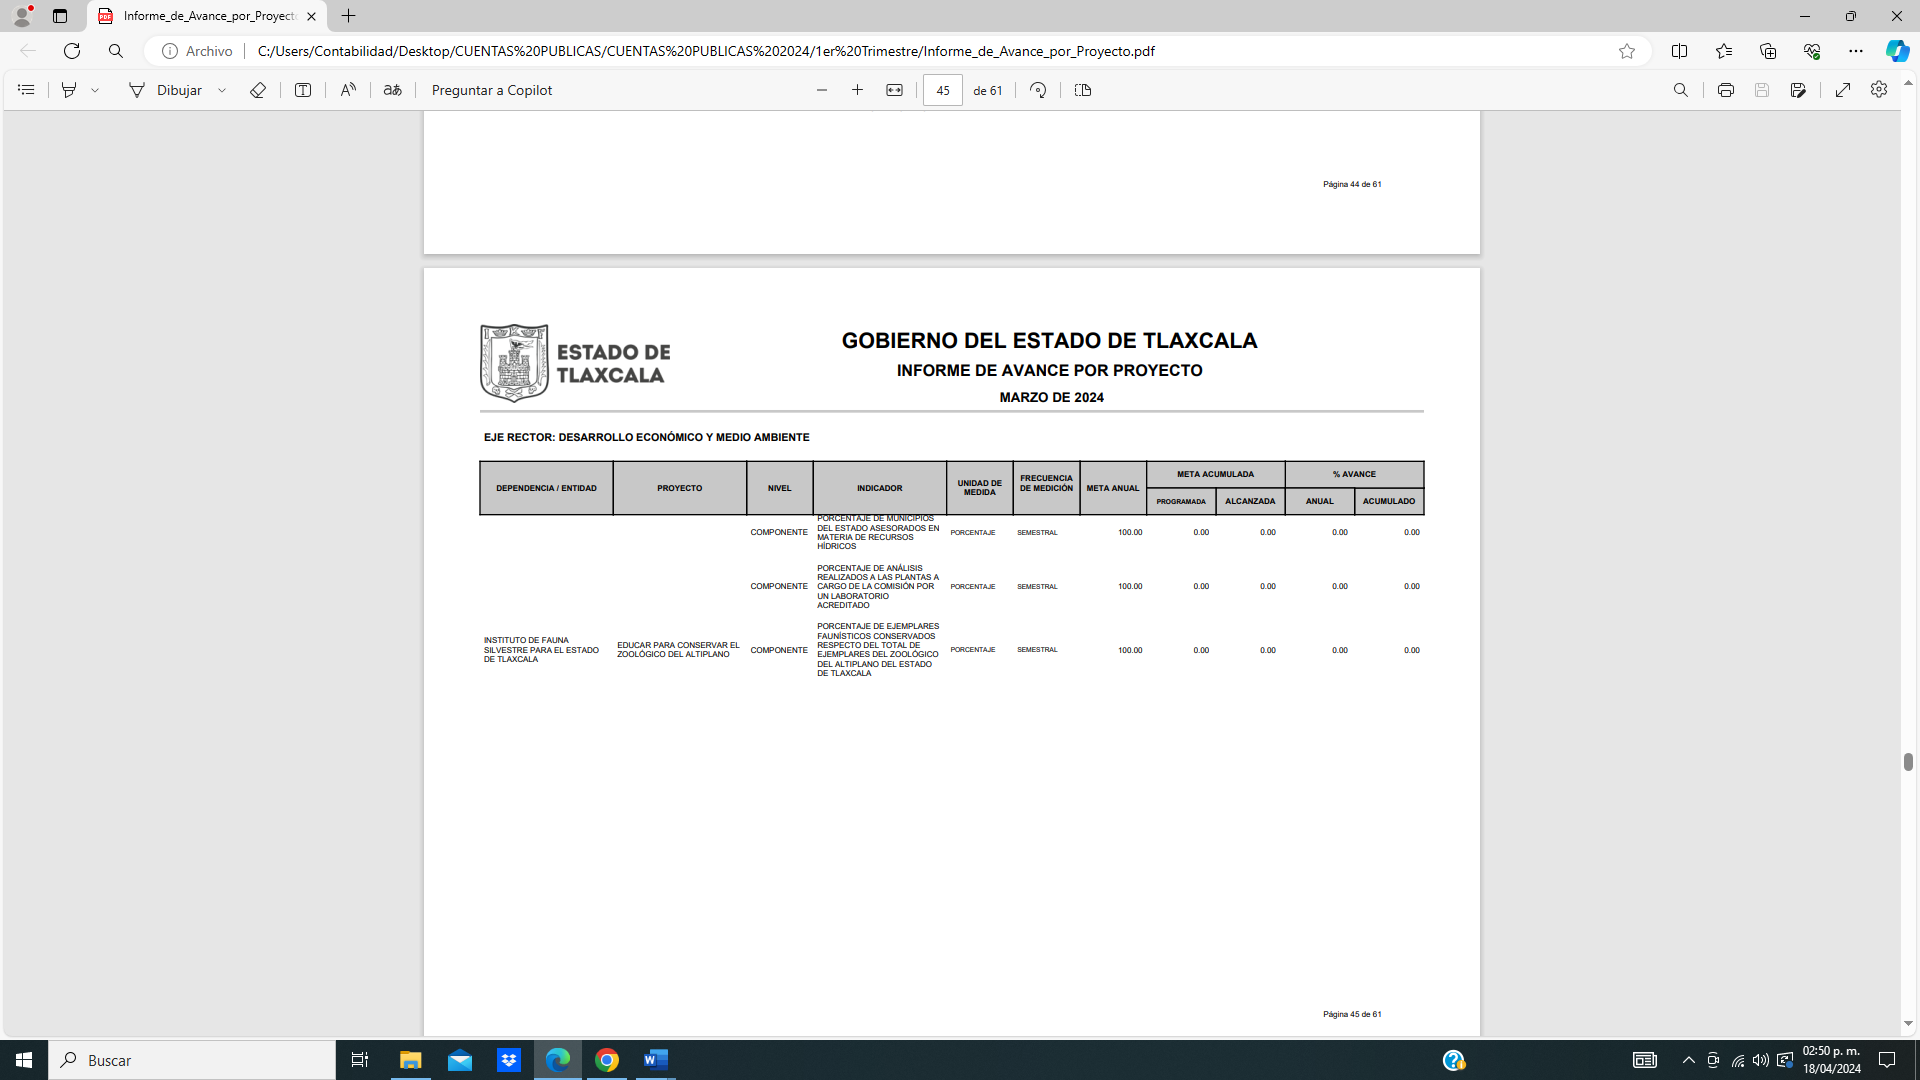 Informe_de_Avance_por_Proyecto
Archivo
C:/Users/Contabilidad/Desktop/CUENTAS%20PUBLICAS/CUENTAS%20PUBLICAS%202024/1er%20Trimestre/Informe_de_Avance_por_Proyecto.pdf
Dibujar
aあ
Preguntar a Copilot
45
de 61
Página 44 de 61
ESTADO DE
TLAXCALA
GOBIERNO DEL ESTADO DE TLAXCALA
INFORME DE AVANCE POR PROYECTO
MARZO DE 2024
EJE RECTOR: DESARROLLO ECONÓMICO Y MEDIO AMBIENTE
DEPENDENCIA / ENTIDAD
PROYECTO
NIVEL
INDICADOR
UNIDAD DE
MEDIDA
FRECUENCIA
DE MEDICIÓN
META ANUAL
META ACUMULADA
PROGRAMADA
ALCANZADA
% AVANCE
ANUAL
ACUMULADO
COMPONENTE
PORCENTAJE DE MUNICIPIOS
DEL ESTADO ASESORADOS EN
MATERIA DE RECURSOS
HÍDRICOS
PORCENTAJE
SEMESTRAL
100.00
0.00
0.00
0.00
0.00
COMPONENTE
PORCENTAJE DE ANÁLISIS
REALIZADOS A LAS PLANTAS A
CARGO DE LA COMISIÓN POR
UN LABORATORIO
ACREDITADO
PORCENTAJE
SEMESTRAL
100.00
0.00
0.00
0.00
0.00
INSTITUTO DE FAUNA
SILVESTRE PARA EL ESTADO
DE TLAXCALA
EDUCAR PARA CONSERVAR EL
ZOOLÓGICO DEL ALTIPLANO
COMPONENTE
PORCENTAJE DE EJEMPLARES
FAUNÍSTICOS CONSERVADOS
RESPECTO DEL TOTAL DE
EJEMPLARES DEL ZOOLÓGICO
DEL ALTIPLANO DEL ESTADO
DE TLAXCALA
PORCENTAJE
SEMESTRAL
100.00
0.00
0.00
0.00
0.00
Página 45 de 61
Buscar
02:50 p. m.
18/04/2024